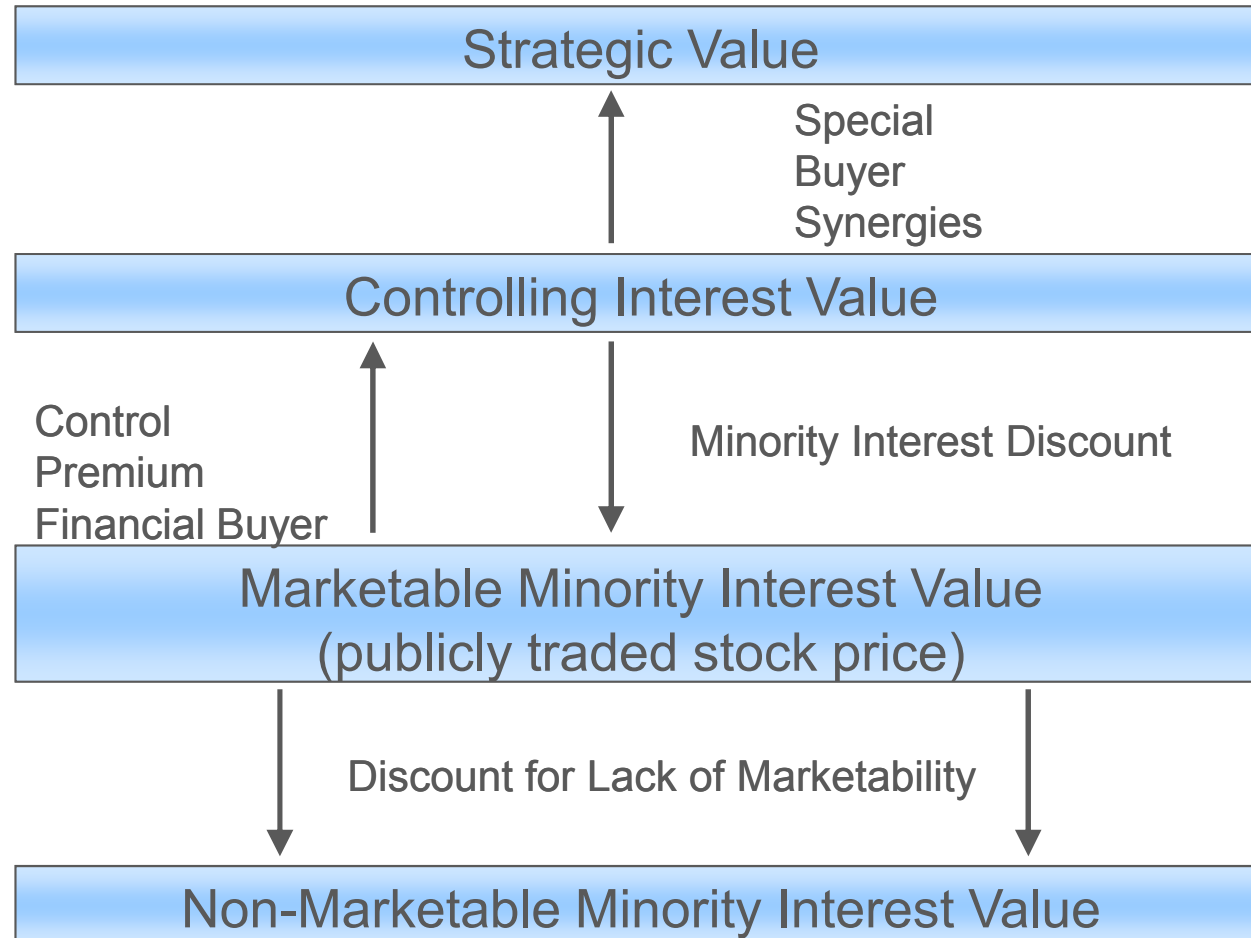 Strategic Value
Special
Buyer
Synergies
Controlling Interest Value
Control
Premium
Financial Buyer
Minority Interest Discount
Marketable Minority Interest Value
(publicly traded stock price)
Discount for Lack of Marketability
Non-Marketable Minority Interest Value